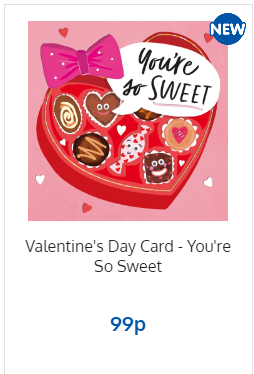 NEW
You're
so SWEET
Valentine's Day Card - You're
So Sweet
99p